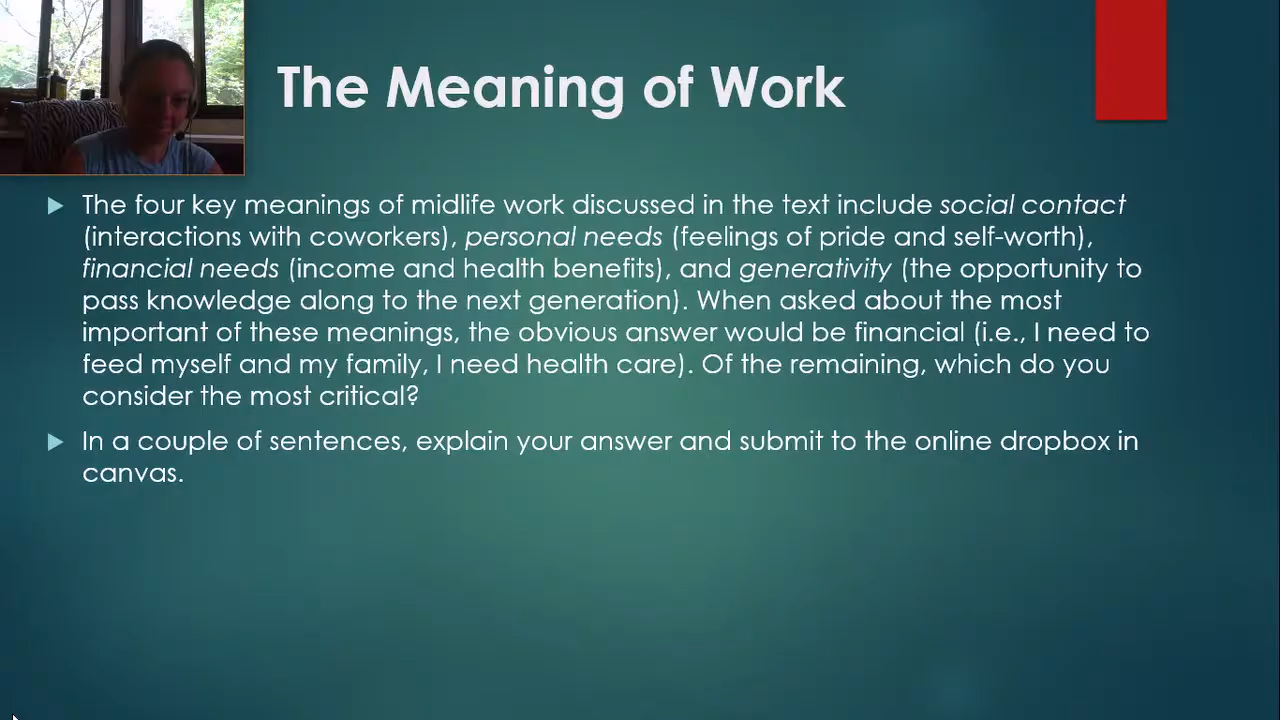 The Meaning of Work
The four key meanings of midlife work discussed in the text include social contact
(interactions with coworkers), personal needs (feelings of pride and self-worth),
financial needs (income and health benefits), and generativity (the opportunity to
pass knowledge along to the next generation). When asked about the most
important of these meanings, the obvious answer would be financial (i.e., I need to
feed myself and my family, I need health care). Of the remaining, which do you
consider the most critical?
In a couple of sentences, explain your answer and submit to the online dropbox in
canvas.